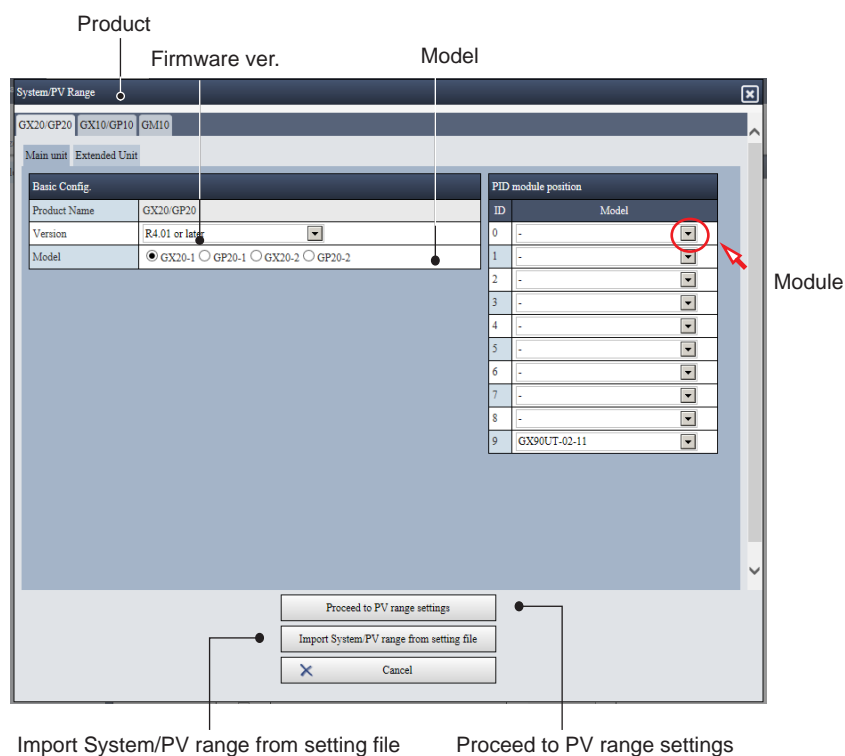 Product
Firmware ver.
Model
System/PV Range
GX20/GP20 GX10/GP10 GM10
Main unit Extended Unit
Basic Config.
Product Name GX20/GP20
Version R4.01 or later
Model GX20-1 GP20-1 GX20-2 GP20-2
PID module position
ID Model
0 -
1 -
2 -
3 -
4 -
5 -
6 -
7 -
8 -
9 GX90UT-02-11
Module
Proceed to PV range settings
Import System/PV range from setting file
Cancel
Import System/PV range from setting file
Proceed to PV range settings